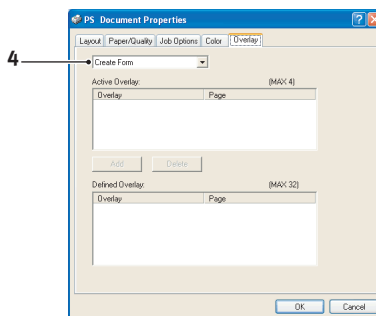 PS Document Properties
Layout Paper/Quality Job Options Color Overlay
4 Create Form
Active Overlay: (MAX 4)
Overlay Page
Add Delete
Defined Overlay: (MAX 32)
Overlay Page
OK Cancel